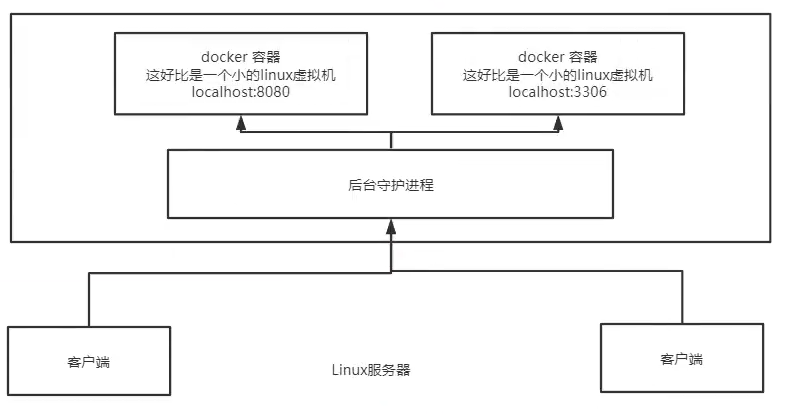 docker 容器
这好比是一个小的linux虚拟机
localhost:8080
docker 容器
这好比是一个小的linux虚拟机
localhost:3306
后台守护进程
客户端
Linux服务器
客户端